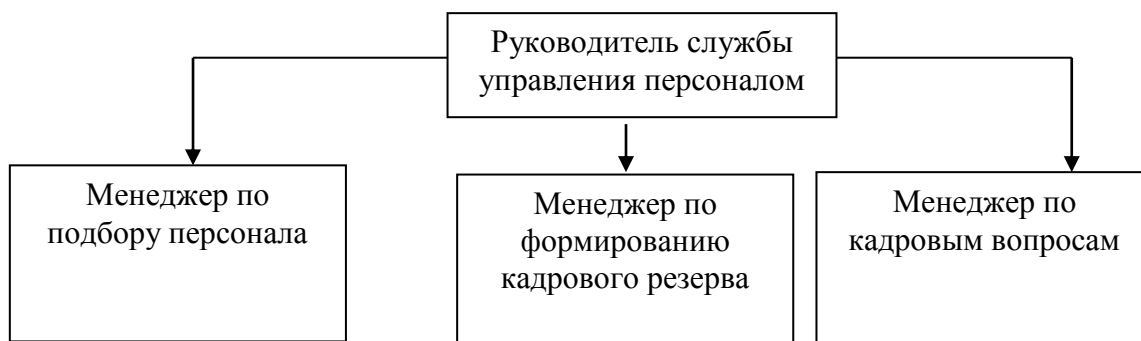 Руководитель службы
управления персоналом
Менеджер по
подбору персонала
Менеджер по
формированию
кадрового резерва
Менеджер по
кадровым вопросам